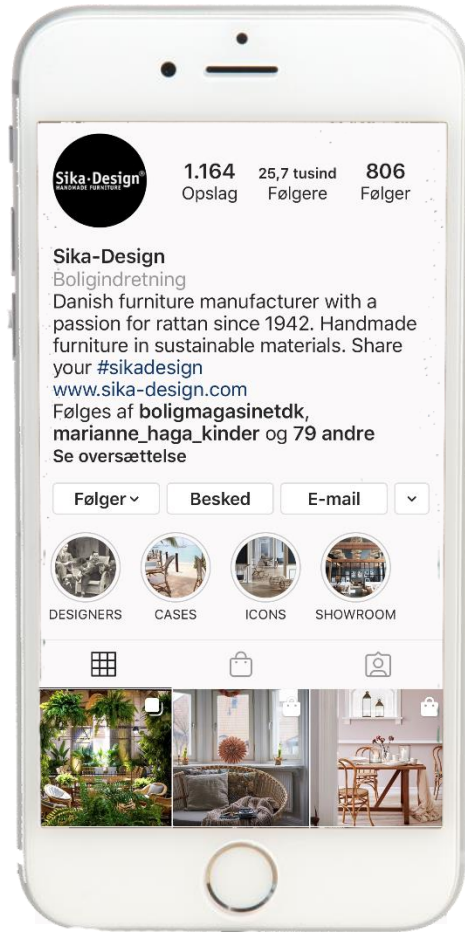 Sika·Design®
HANDMADE FURNITURE
1.164 25,7 tusind 806
Opslag Følgere Følger
Sika-Design
Boligindretning
Danish furniture manufacturer with a
passion for rattan since 1942. Handmade
furniture in sustainable materials. Share
your #sikadesign
www.sika-design.com
Følges af boligmagasinetdk,
marianne_haga_kinder og 79 andre
Se oversættelse
Følger Besked E-mail
DESIGNERS CASES ICONS SHOWROOM